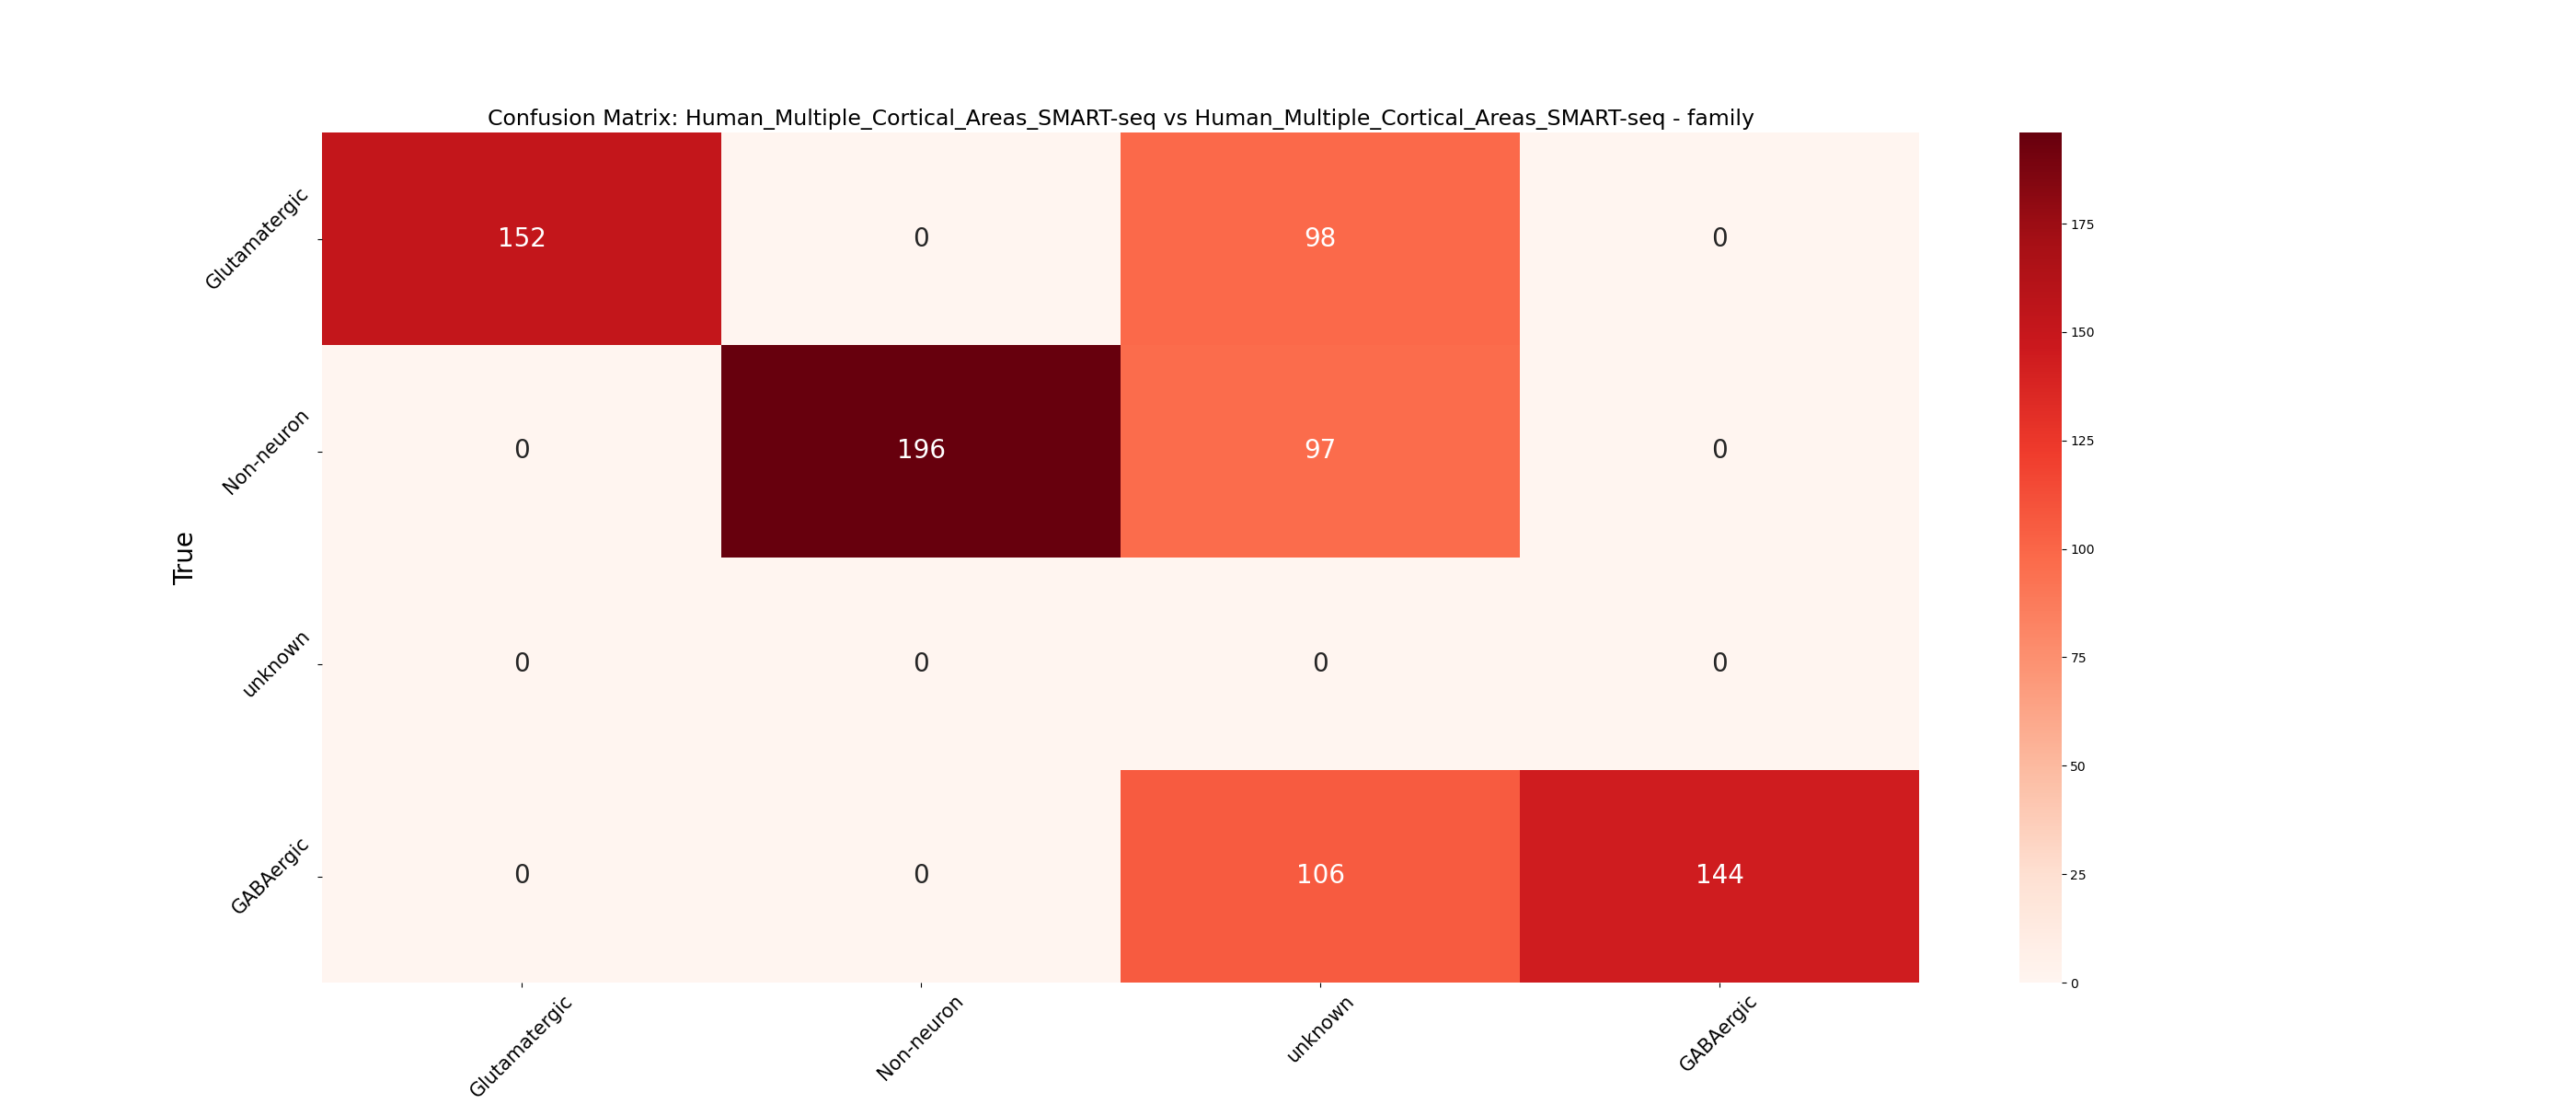 Confusion Matrix: Human_Multiple_Cortical_Areas_SMART-seq vs Human_Multiple_Cortical_Areas_SMART-seq - family
True
Glutamatergic
152
0
98
0
Non-neuron
0
196
97
0
unknown
0
0
0
0
GABAergic
0
0
106
144
Glutamatergic
Non-neuron
unknown
GABAergic
175
150
125
100
75
50
25
0